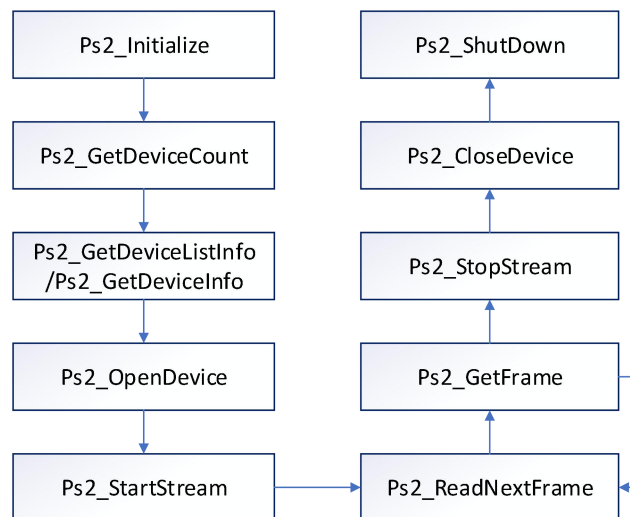 Ps2_Initialize
Ps2_GetDeviceCount
Ps2_GetDeviceListInfo
/Ps2_GetDeviceInfo
Ps2_OpenDevice
Ps2_StartStream
Ps2_ReadNextFrame
Ps2_GetFrame
Ps2_StopStream
Ps2_CloseDevice
Ps2_ShutDown